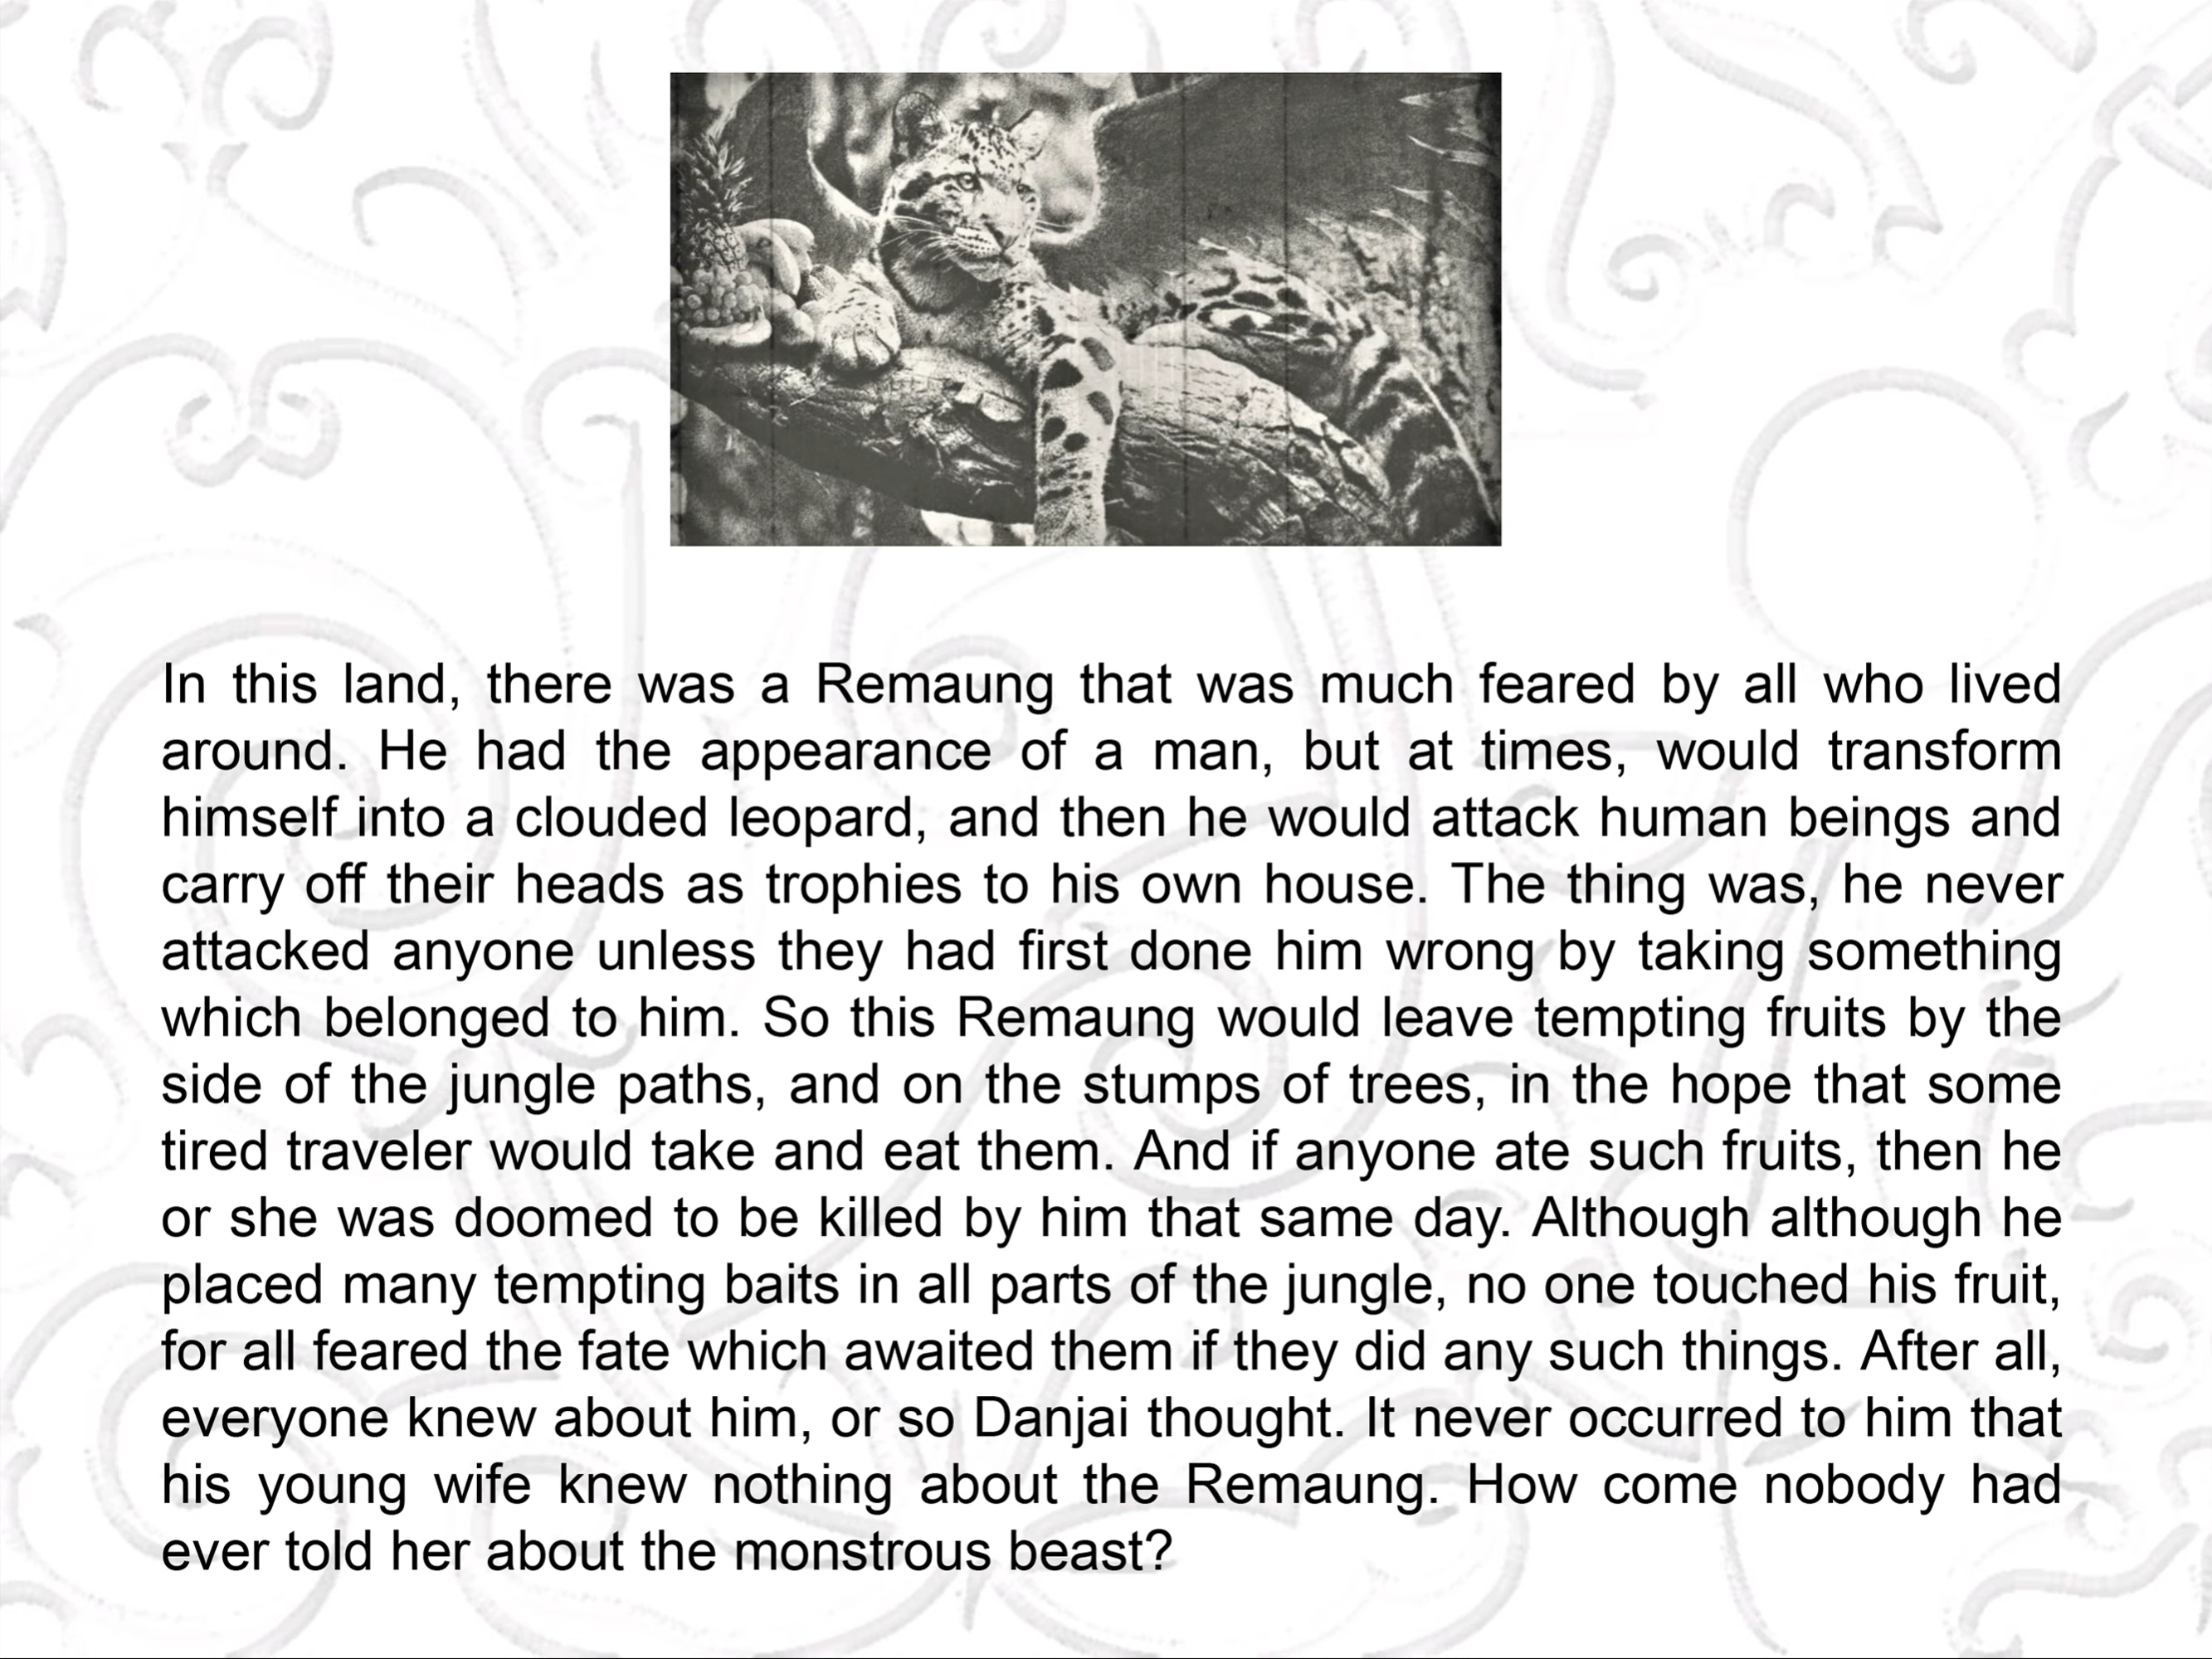 In this land, there was a Remaung that was much feared by all who lived
around. He had the appearance of a man, but at times, would transform
himself into a clouded leopard, and then he would attack human beings and
carry off their heads as trophies to his own house. The thing was, he never
attacked anyone unless they had first done him wrong by taking something
which belonged to him. So this Remaung would leave tempting fruits by the
side of the jungle paths, and on the stumps of trees, in the hope that some
tired traveler would take and eat them. And if anyone ate such fruits, then he
or she was doomed to be killed by him that same day. Although although he
placed many tempting baits in all parts of the jungle, no one touched his fruit,
for all feared the fate which awaited them if they did any such things. After all,
everyone knew about him, or so Danjai thought. It never occurred to him that
his young wife knew nothing about the Remaung. How come nobody had
ever told her about the monstrous beast?